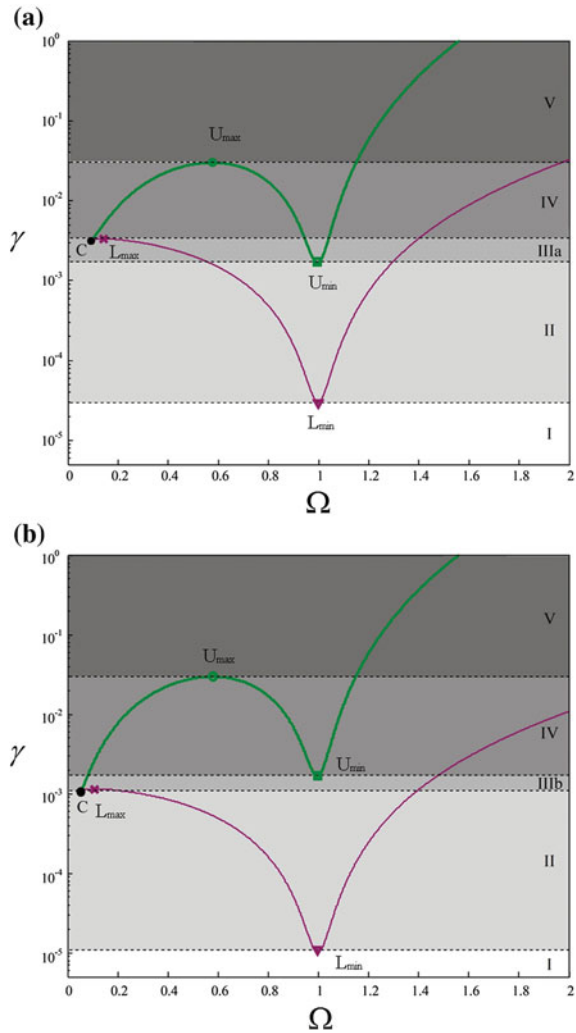 (a)
10⁰
V
10⁻¹
Uₘₐₓ
10⁻²
IV
γ
C
Lₘₐₓ
IIIa
10⁻³
Uₘᵢₙ
II
10⁻⁴
Lₘᵢₙ
10⁻⁵
I
0 0.2 0.4 0.6 0.8 1 1.2 1.4 1.6 1.8 2
Ω
(b)
10⁰
V
10⁻¹
Uₘₐₓ
10⁻²
IV
γ
Uₘᵢₙ
IIIb
10⁻³
C
Lₘₐₓ
II
10⁻⁴
10⁻⁵
Lₘᵢₙ
I
0 0.2 0.4 0.6 0.8 1 1.2 1.4 1.6 1.8 2
Ω